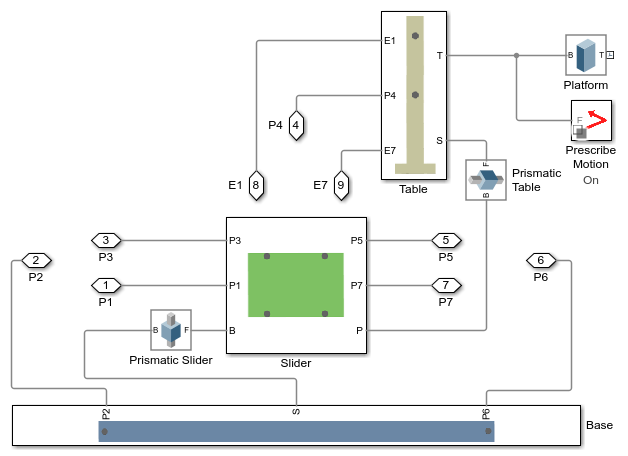 E1
T
B
T
Platform
P4
4
P4
F
Prescribe
Motion
On
E7
S
E1
8
E7
9
Table
F
B
Prismatic
Table
3
P3
P3
P5
5
P5
2
P2
6
P6
1
P1
P1
P7
7
P7
B
F
B
P
Prismatic Slider
Slider
P2
S
P6
Base